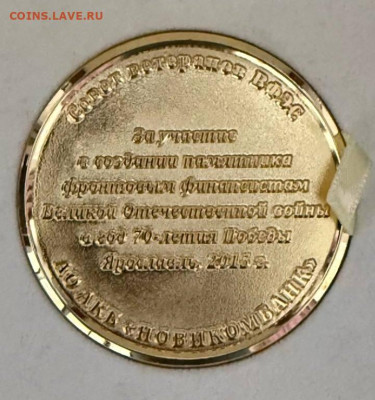 COINS.LAVE.RU
Совет ветеранов ВФЭС
За участие
в создании памятника
фронтовым финансистам
Великой Отечественной войны
в год 70-летия Победы
Ярославль, 2015 г.
АО АКБ «НОВИКОМБАНК»